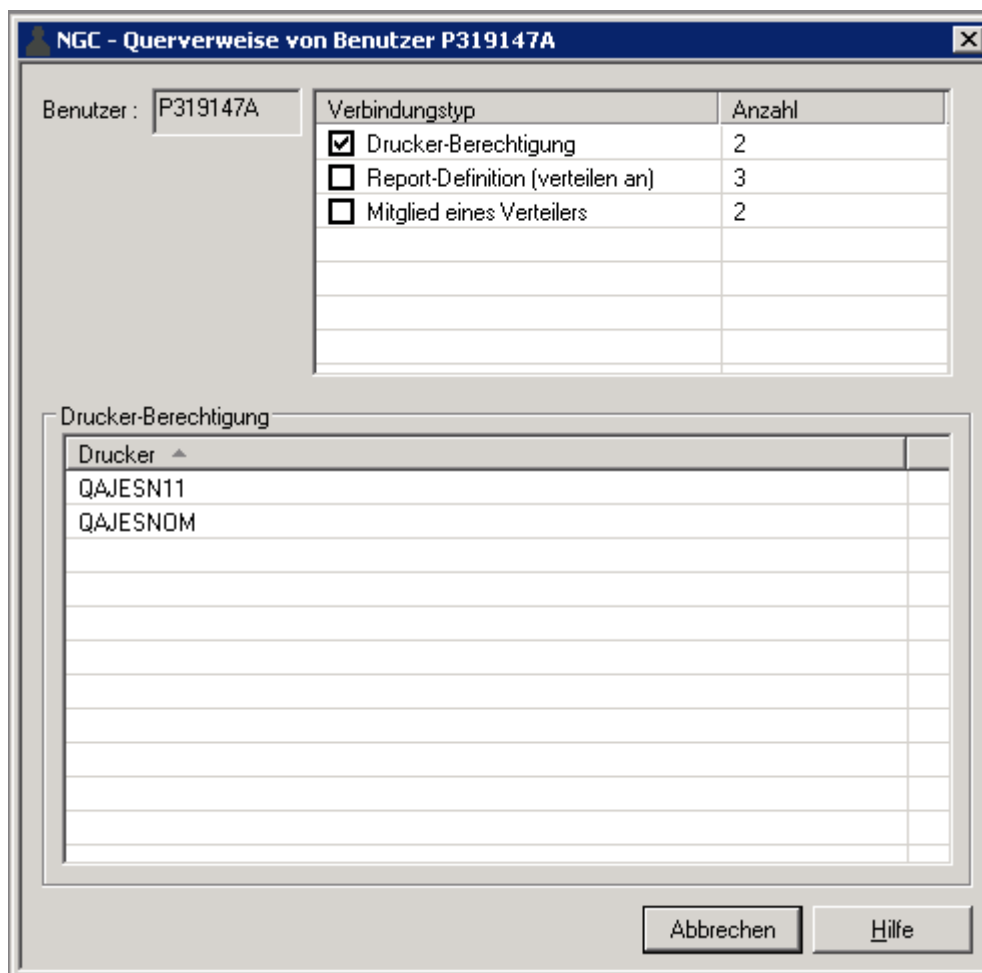 NGC - Querverweise von Benutzer P319147A
Benutzer : P319147A
Verbindungstyp Anzahl
Drucker-Berechtigung 2
Report-Definition (verteilen an) 3
Mitglied eines Verteilers 2
Drucker-Berechtigung
Drucker
QAJESN11
QAJESNOM
Abbrechen Hilfe